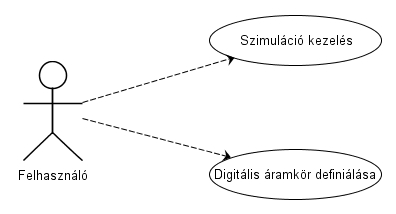 Szimuláció kezelés
Felhasználó
Digitális áramkör definiálása